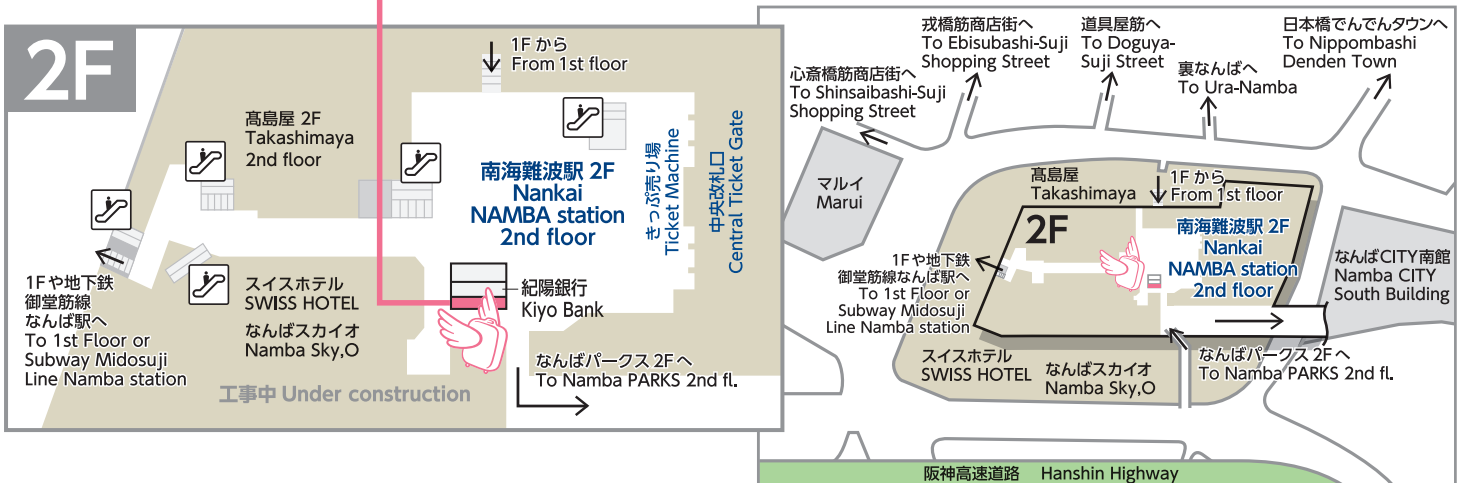 2F
1Fから
From 1st floor
髙島屋 2F
Takashimaya
2nd floor
南海難波駅 2F
Nankai
NAMBA station
2nd floor
きっぷ売り場
Ticket Machine
中央改札口
Central Ticket Gate
1Fや地下鉄
御堂筋線
なんば駅へ
To 1st Floor or
Subway Midosuji
Line Namba station
スイスホテル
SWISS HOTEL
なんばスカイオ
Namba Sky,O
紀陽銀行
Kiyo Bank
なんばパークス 2Fへ
To Namba PARKS 2nd fl.
工事中 Under construction
戎橋筋商店街へ
To Ebisubashi-Suji
Shopping Street
道具屋筋へ
To Doguya-
Suji Street
日本橋でんでんタウンへ
To Nippombashi
Denden Town
心斎橋筋商店街へ
To Shinsaibashi-Suji
Shopping Street
裏なんばへ
To Ura-Namba
マルイ
Marui
髙島屋
Takashimaya
1Fから
From 1st floor
2F
南海難波駅 2F
Nankai
NAMBA station
2nd floor
なんばCITY南館
Namba CITY
South Building
1Fや地下鉄
御堂筋線なんば駅へ
To 1st Floor or
Subway Midosuji
Line Namba station
スイスホテル
SWISS HOTEL
なんばスカイオ
Namba Sky,O
なんばパークス 2Fへ
To Namba PARKS 2nd fl.
阪神高速道路 Hanshin Highway